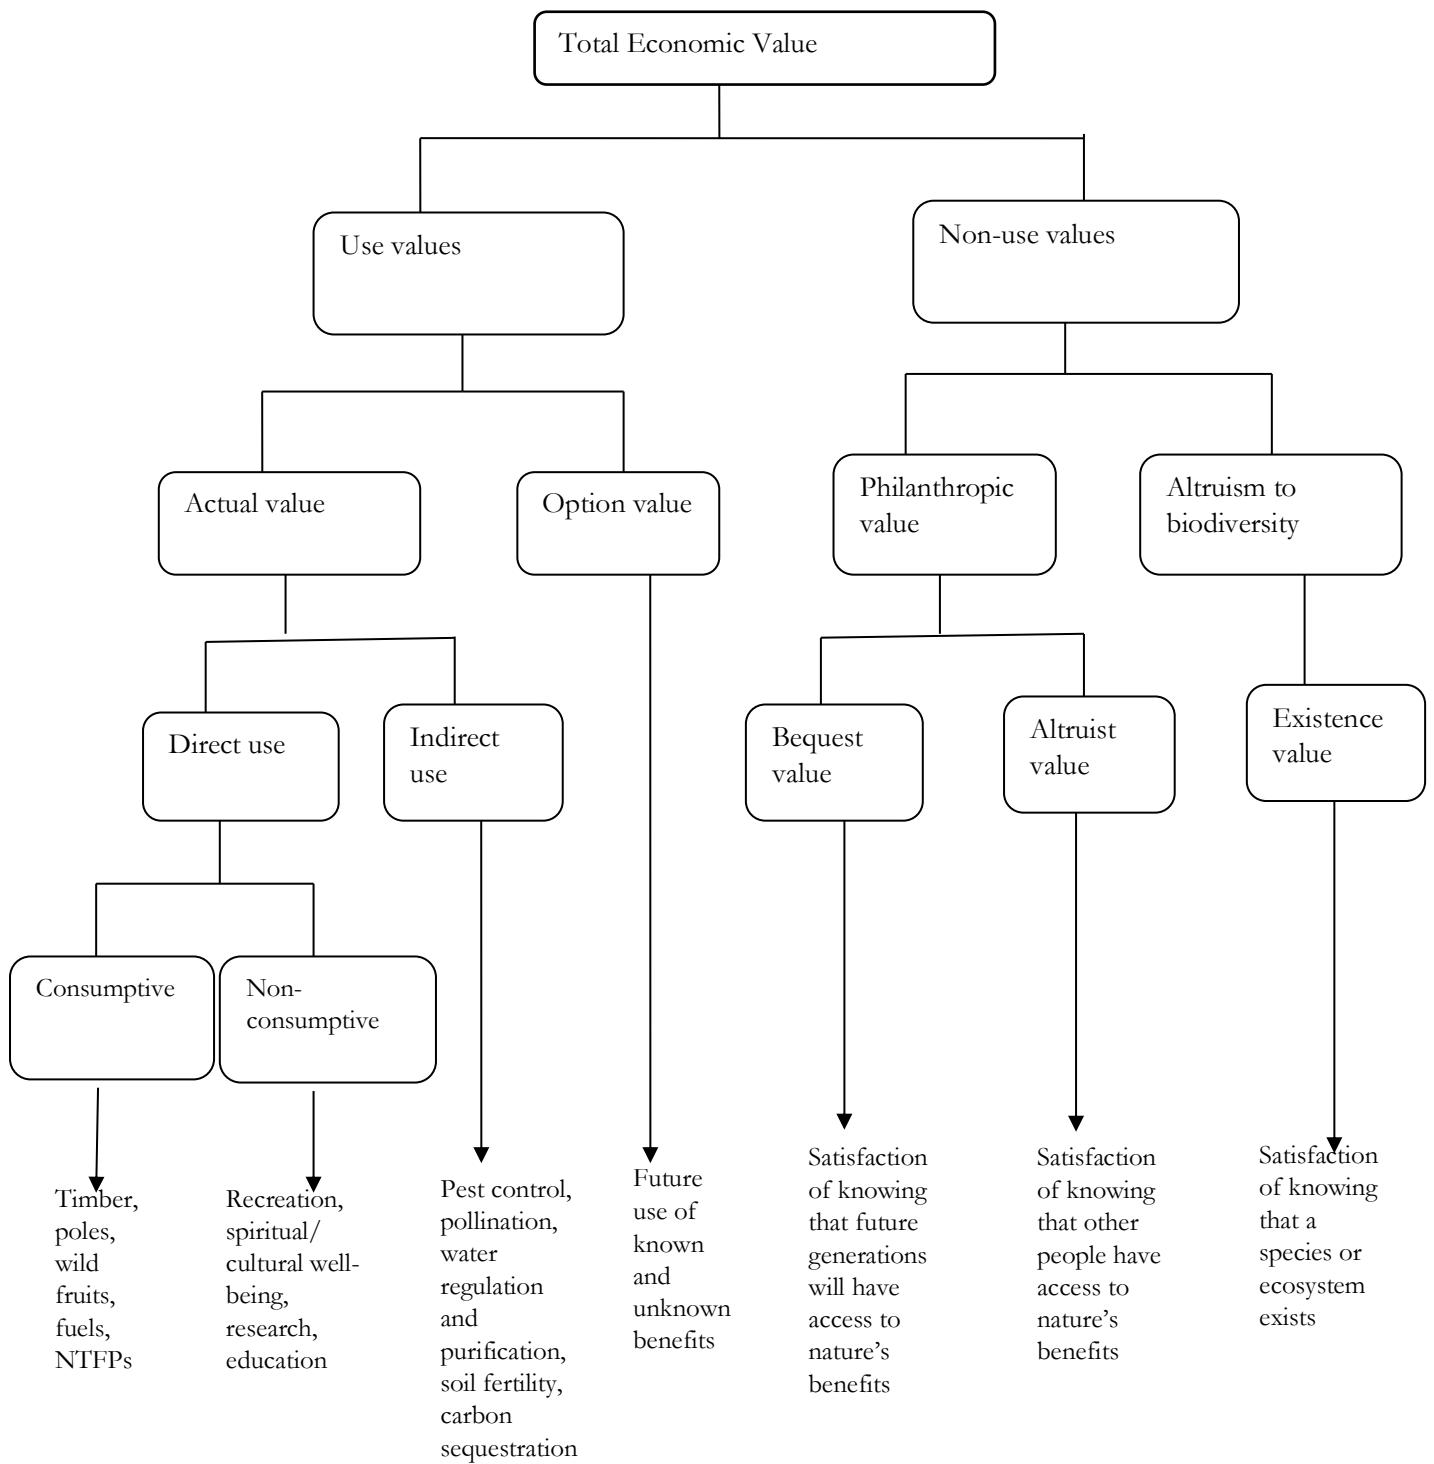 Total Economic Value
Use values
Non-use values
Actual value
Option value
Philanthropic
value
Altruism to
biodiversity
Direct use
Indirect
use
Bequest
value
Altruist
value
Existence
value
Consumptive
Non-
consumptive
Timber,
poles,
wild
fruits,
fuels,
NTFPs
Recreation,
spiritual/
cultural well-
being,
research,
education
Pest control,
pollination,
water
regulation
and
purification,
soil fertility,
carbon
sequestration
Future
use of
known
and
unknown
benefits
Satisfaction
of knowing
that future
generations
will have
access to
nature’s
benefits
Satisfaction
of knowing
that other
people have
access to
nature’s
benefits
Satisfaction
of knowing
that a
species or
ecosystem
exists